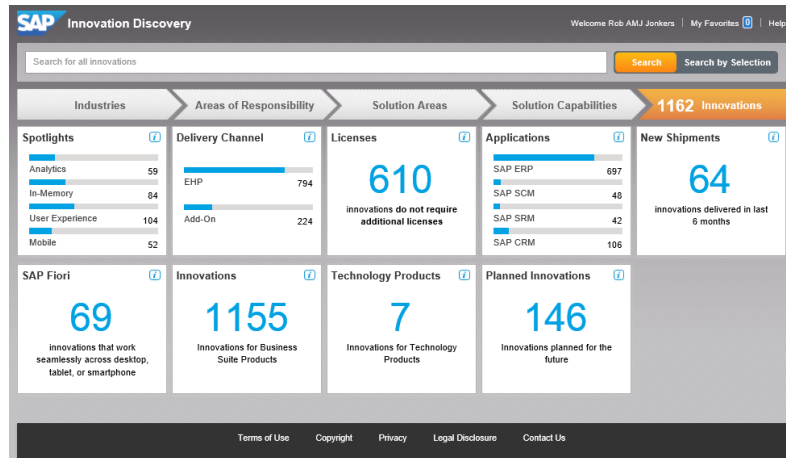 SAP Innovation Discovery
Welcome Rob AMJ Jonkers | My Favorites 0 | Help
Search for all innovations
Search
Search by Selection
Industries
Areas of Responsibility
Solution Areas
Solution Capabilities
1162 Innovations
Spotlights i
Analytics 59
In-Memory 84
User Experience 104
Mobile 52
Delivery Channel i
EHP 794
Add-On 224
Licenses i
610
innovations do not require
additional licenses
Applications i
SAP ERP 697
SAP SCM 48
SAP SRM 42
SAP CRM 106
New Shipments i
64
innovations delivered in last
6 months
SAP Fiori i
69
innovations that work
seamlessly across desktop,
tablet, or smartphone
Innovations i
1155
Innovations for Business
Suite Products
Technology Products i
7
Innovations for Technology
Products
Planned Innovations i
146
Innovations planned for the
future
Terms of Use
Copyright
Privacy
Legal Disclosure
Contact Us